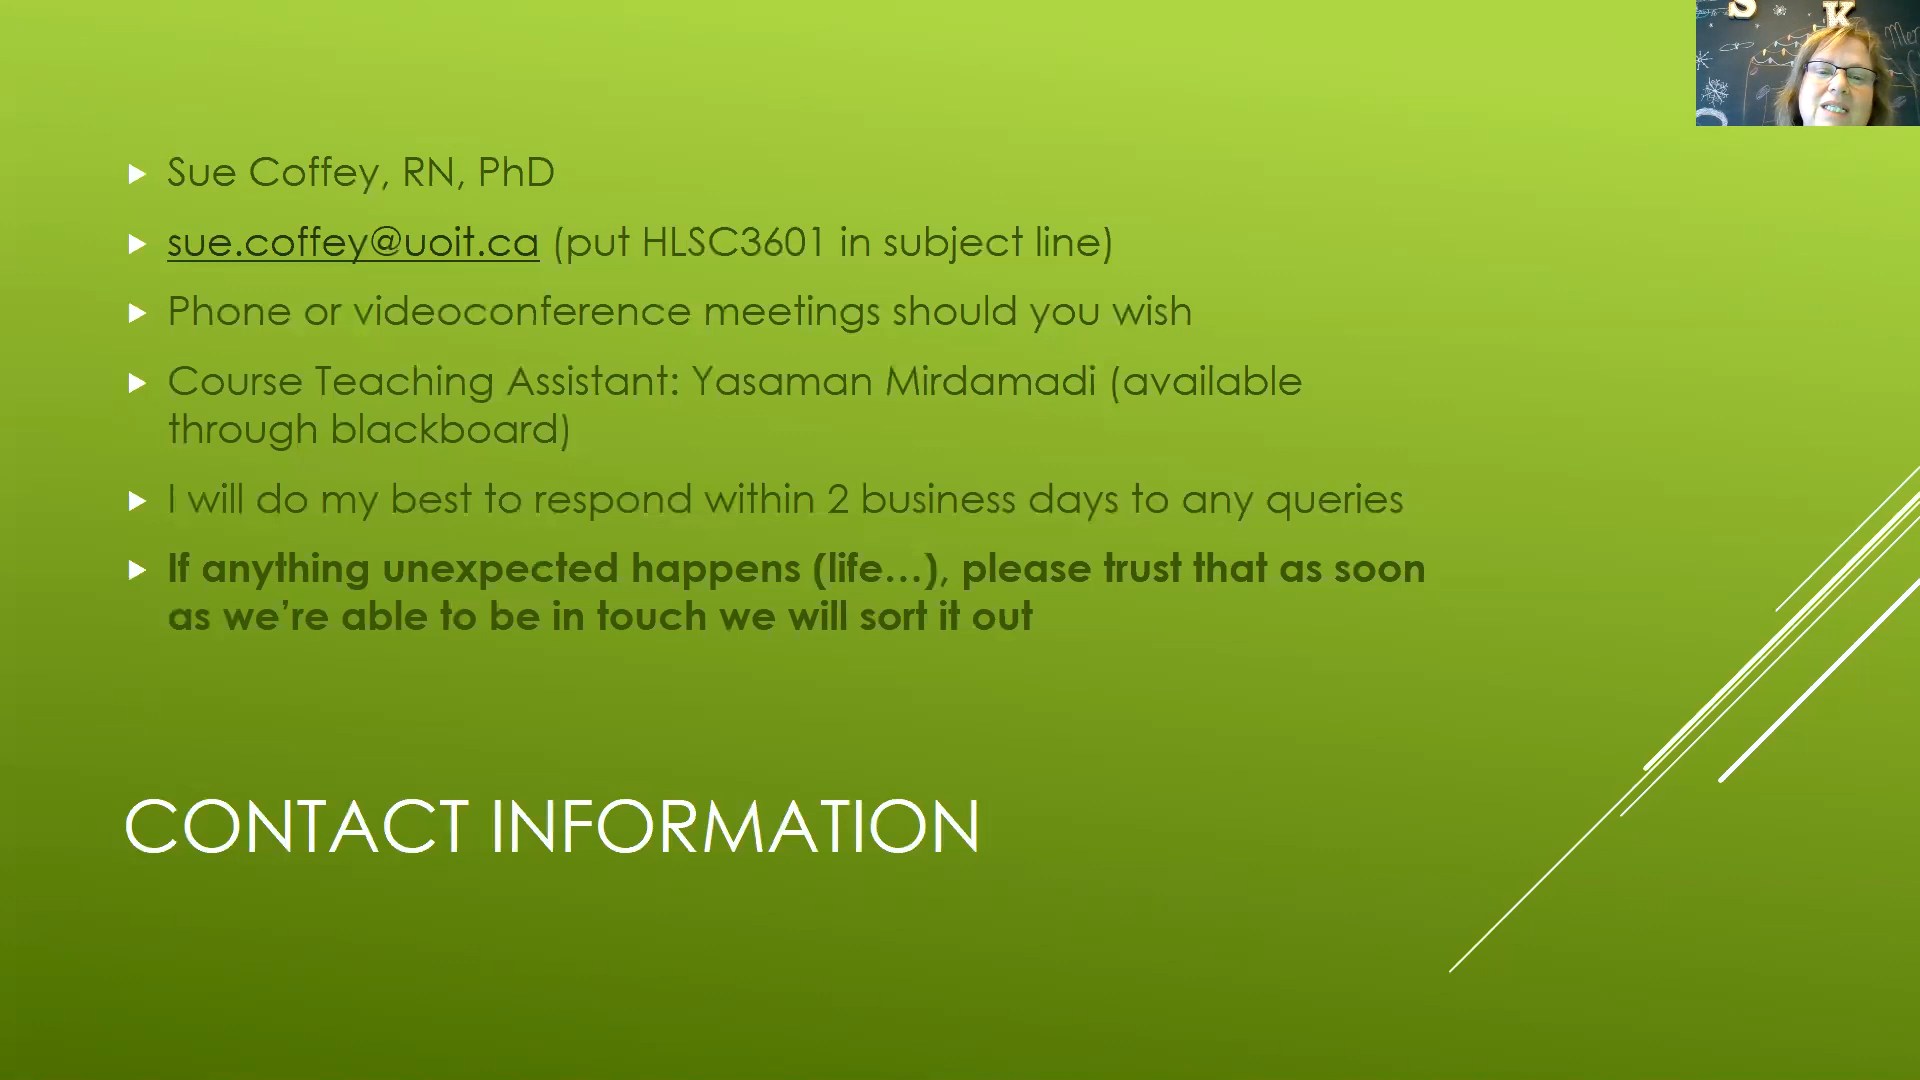 S K
Mer
Sue Coffey, RN, PhD
sue.coffey@uoit.ca (put HLSC3601 in subject line)
Phone or videoconference meetings should you wish
Course Teaching Assistant: Yasaman Mirdamadi (available
through blackboard)
I will do my best to respond within 2 business days to any queries
If anything unexpected happens (life...), please trust that as soon
as we’re able to be in touch we will sort it out
CONTACT INFORMATION